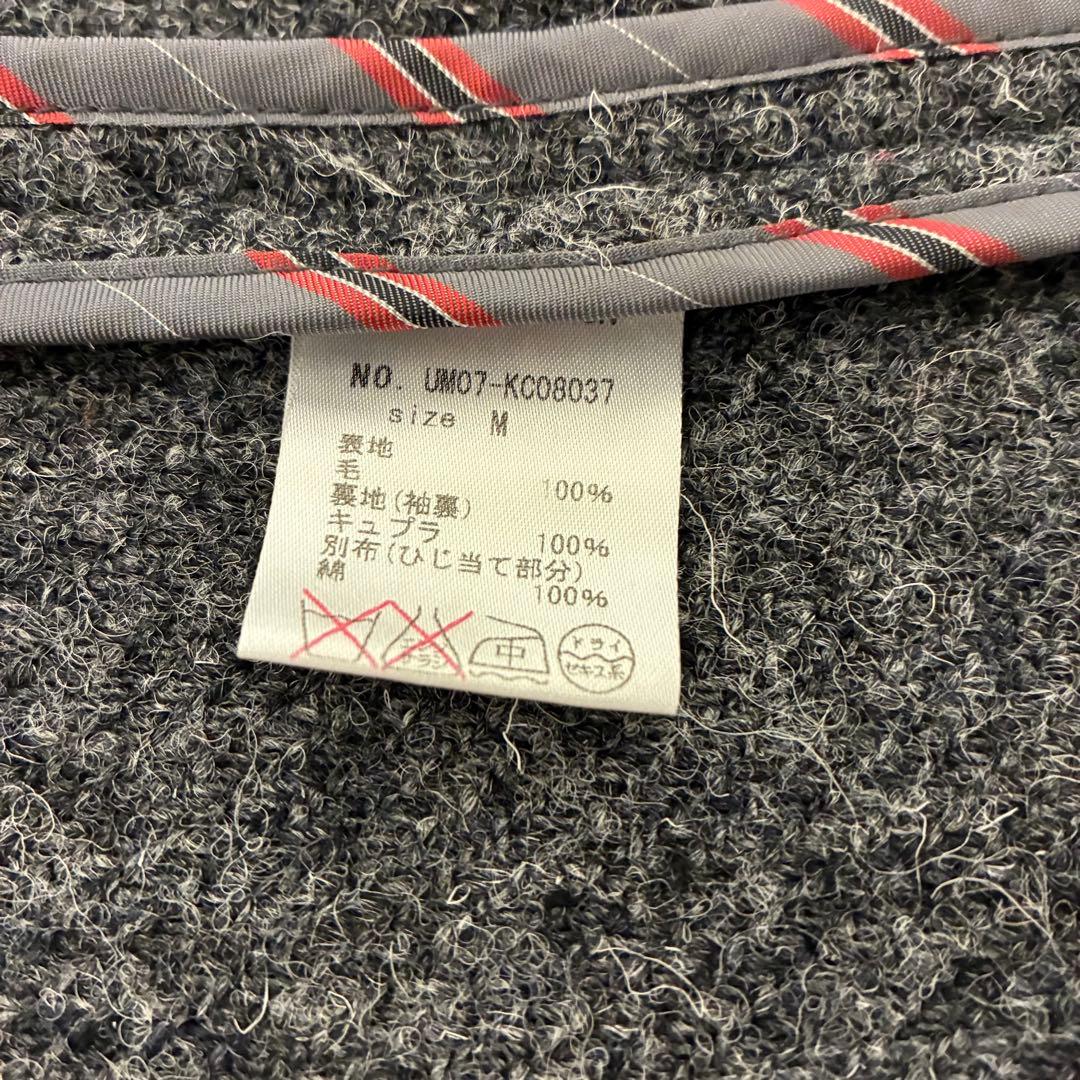 NO. UM07-KC08037
size M
表地
毛 100%
裏地(袖裏)
キュプラ 100%
別布(ひじ当て部分)
綿 100%
中
ドライ
セキユ系